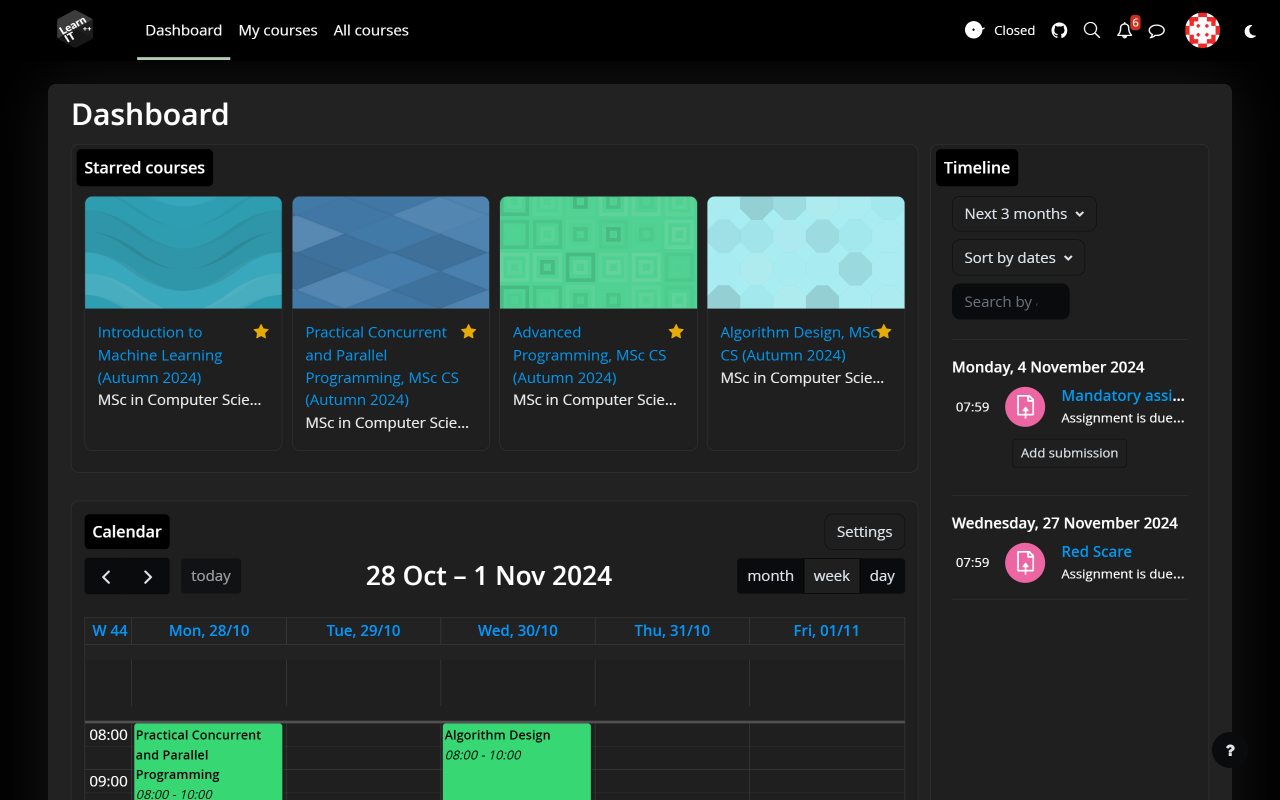 Learn
IT
++
Dashboard
My courses
All courses
Closed
6
Dashboard
Starred courses
Introduction to
Machine Learning
(Autumn 2024)
MSc in Computer Scie...
Practical Concurrent
and Parallel
Programming, MSc CS
(Autumn 2024)
MSc in Computer Scie...
Advanced
Programming, MSc CS
(Autumn 2024)
MSc in Computer Scie...
Algorithm Design, MSc
CS (Autumn 2024)
MSc in Computer Scie...
Timeline
Next 3 months
Sort by dates
Search by
Monday, 4 November 2024
07:59
Mandatory assi...
Assignment is due...
Add submission
Wednesday, 27 November 2024
07:59
Red Scare
Assignment is due...
Calendar
Settings
today
28 Oct – 1 Nov 2024
month
week
day
W 44
Mon, 28/10
Tue, 29/10
Wed, 30/10
Thu, 31/10
Fri, 01/11
08:00
Practical Concurrent
and Parallel
Programming
08:00 - 10:00
Algorithm Design
08:00 - 10:00
09:00
?